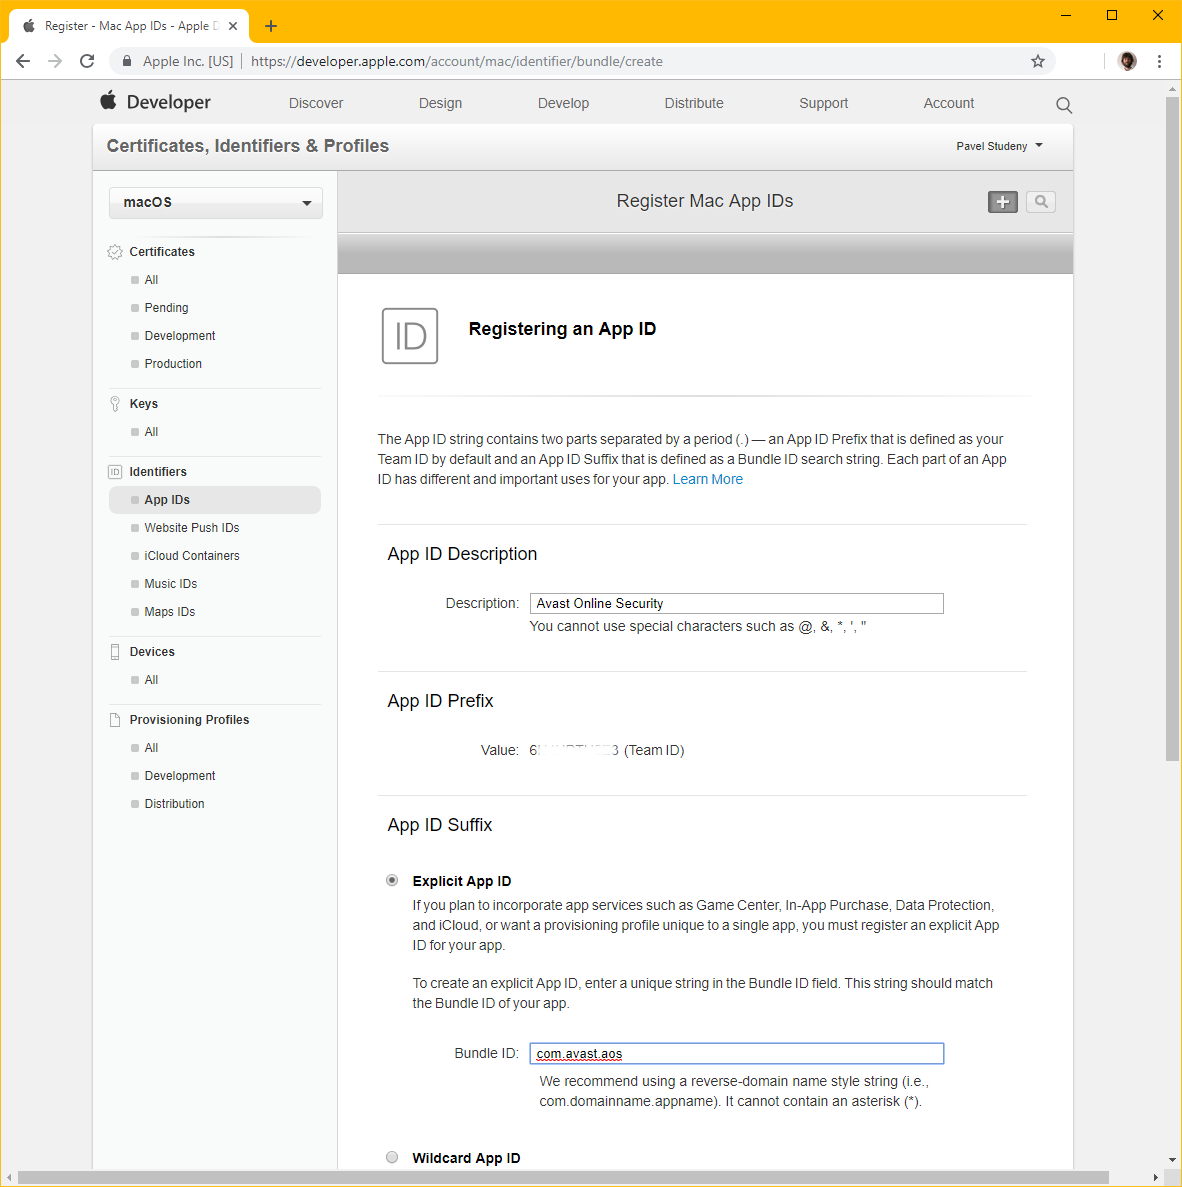 Register - Mac App IDs - Apple D
Apple Inc. [US] https://developer.apple.com/account/mac/identifier/bundle/create
Developer Discover Design Develop Distribute Support Account
Certificates, Identifiers & Profiles
Pavel Studeny
macOS
Certificates
All
Pending
Development
Production
Keys
All
ID Identifiers
App IDs
Website Push IDs
iCloud Containers
Music IDs
Maps IDs
Devices
All
Provisioning Profiles
All
Development
Distribution
Register Mac App IDs
ID
Registering an App ID
The App ID string contains two parts separated by a period (.) — an App ID Prefix that is defined as your
Team ID by default and an App ID Suffix that is defined as a Bundle ID search string. Each part of an App
ID has different and important uses for your app. Learn More
App ID Description
Description: Avast Online Security
You cannot use special characters such as @, &, *, ', "
App ID Prefix
Value: (Team ID)
App ID Suffix
Explicit App ID
If you plan to incorporate app services such as Game Center, In-App Purchase, Data Protection,
and iCloud, or want a provisioning profile unique to a single app, you must register an explicit App
ID for your app.
To create an explicit App ID, enter a unique string in the Bundle ID field. This string should match
the Bundle ID of your app.
Bundle ID: com.avast.aos
We recommend using a reverse-domain name style string (i.e.,
com.domainname.appname). It cannot contain an asterisk (*).
Wildcard App ID